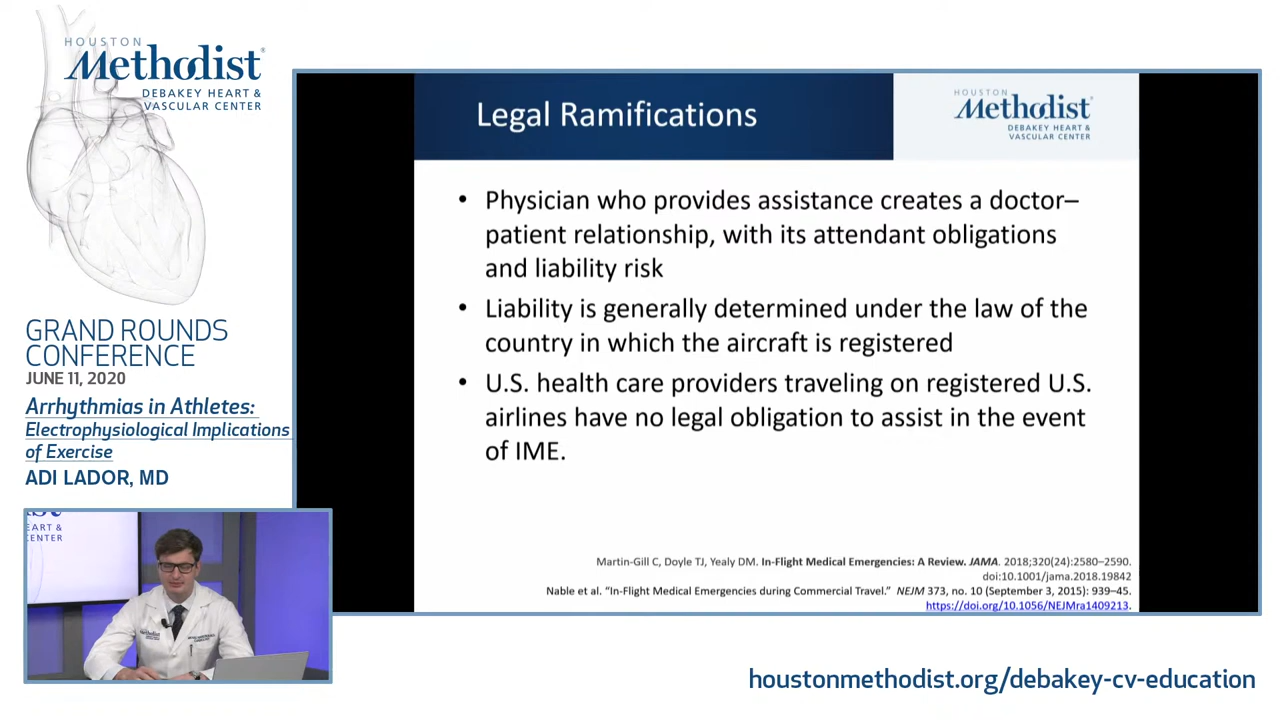 HOUSTON
Methodist®
DEBAKEY HEART &
VASCULAR CENTER
GRAND ROUNDS
CONFERENCE
JUNE 11, 2020
Arrhythmias in Athletes:
Electrophysiological Implications
of Exercise
ADI LADOR, MD
EART &
CENTER
Methodist
Legal Ramifications
HOUSTON
Methodist®
DEBAKEY HEART &
VASCULAR CENTER
• Physician who provides assistance creates a doctor–
patient relationship, with its attendant obligations
and liability risk
• Liability is generally determined under the law of the
country in which the aircraft is registered
• U.S. health care providers traveling on registered U.S.
airlines have no legal obligation to assist in the event
of IME.
Martin-Gill C, Doyle TJ, Yealy DM. In-Flight Medical Emergencies: A Review. JAMA. 2018;320(24):2580–2590.
doi:10.1001/jama.2018.19842
Nable et al. “In-Flight Medical Emergencies during Commercial Travel.” NEJM 373, no. 10 (September 3, 2015): 939–45.
https://doi.org/10.1056/NEJMra1409213.
houstonmethodist.org/debakey-cv-education